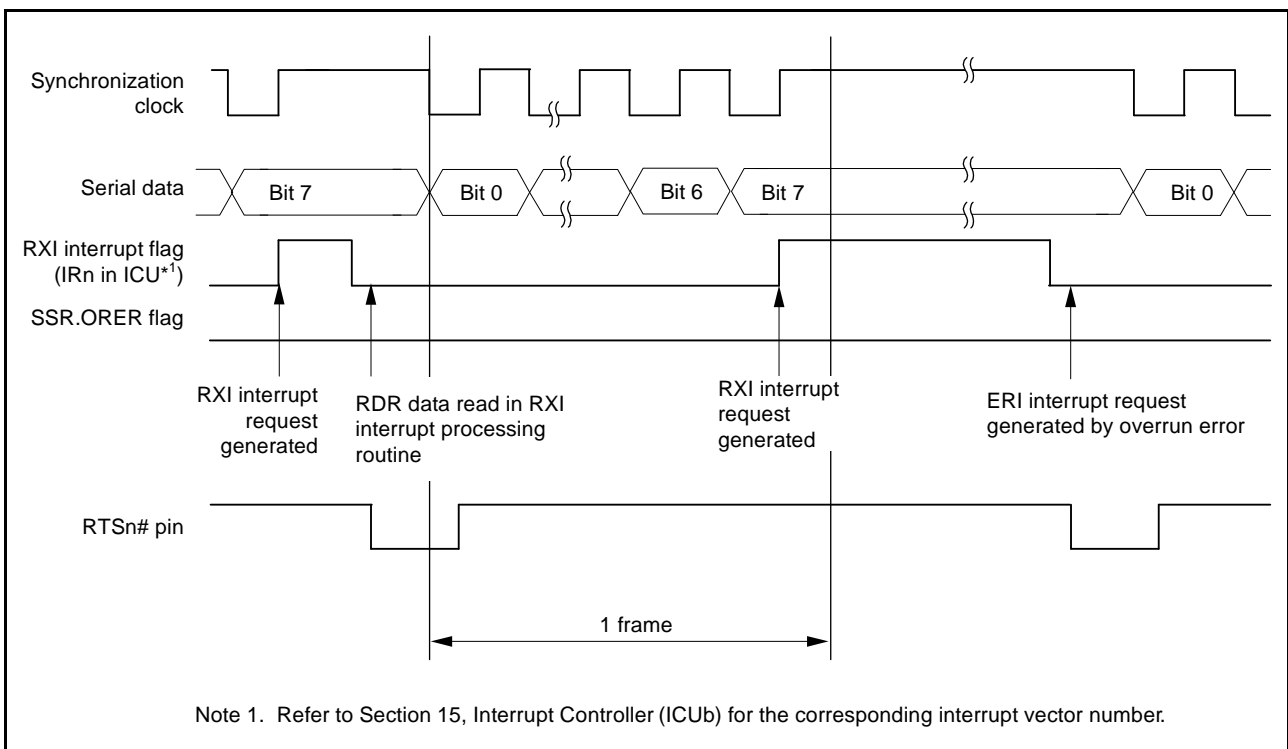 Synchronization
clock
Serial data
Bit 7
Bit 0
Bit 6
Bit 7
Bit 0
RXI interrupt flag
(IRn in ICU*1)
SSR.ORER flag
RXI interrupt
request
generated
RDR data read in RXI
interrupt processing
routine
RXI interrupt
request
generated
ERI interrupt request
generated by overrun error
RTSn# pin
1 frame
Note 1. Refer to Section 15, Interrupt Controller (ICUb) for the corresponding interrupt vector number.